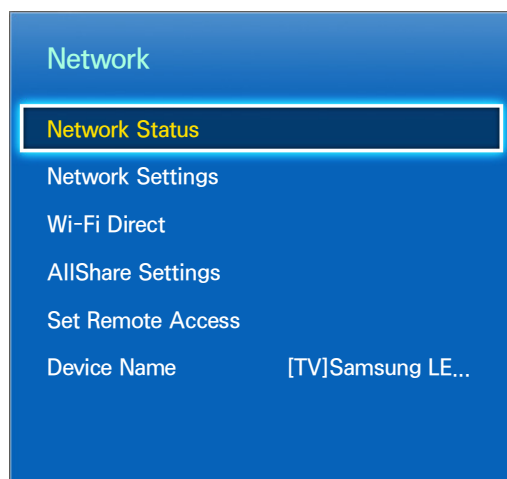 Network
Network Status
Network Settings
Wi-Fi Direct
AllShare Settings
Set Remote Access
Device Name [TV]Samsung LE...